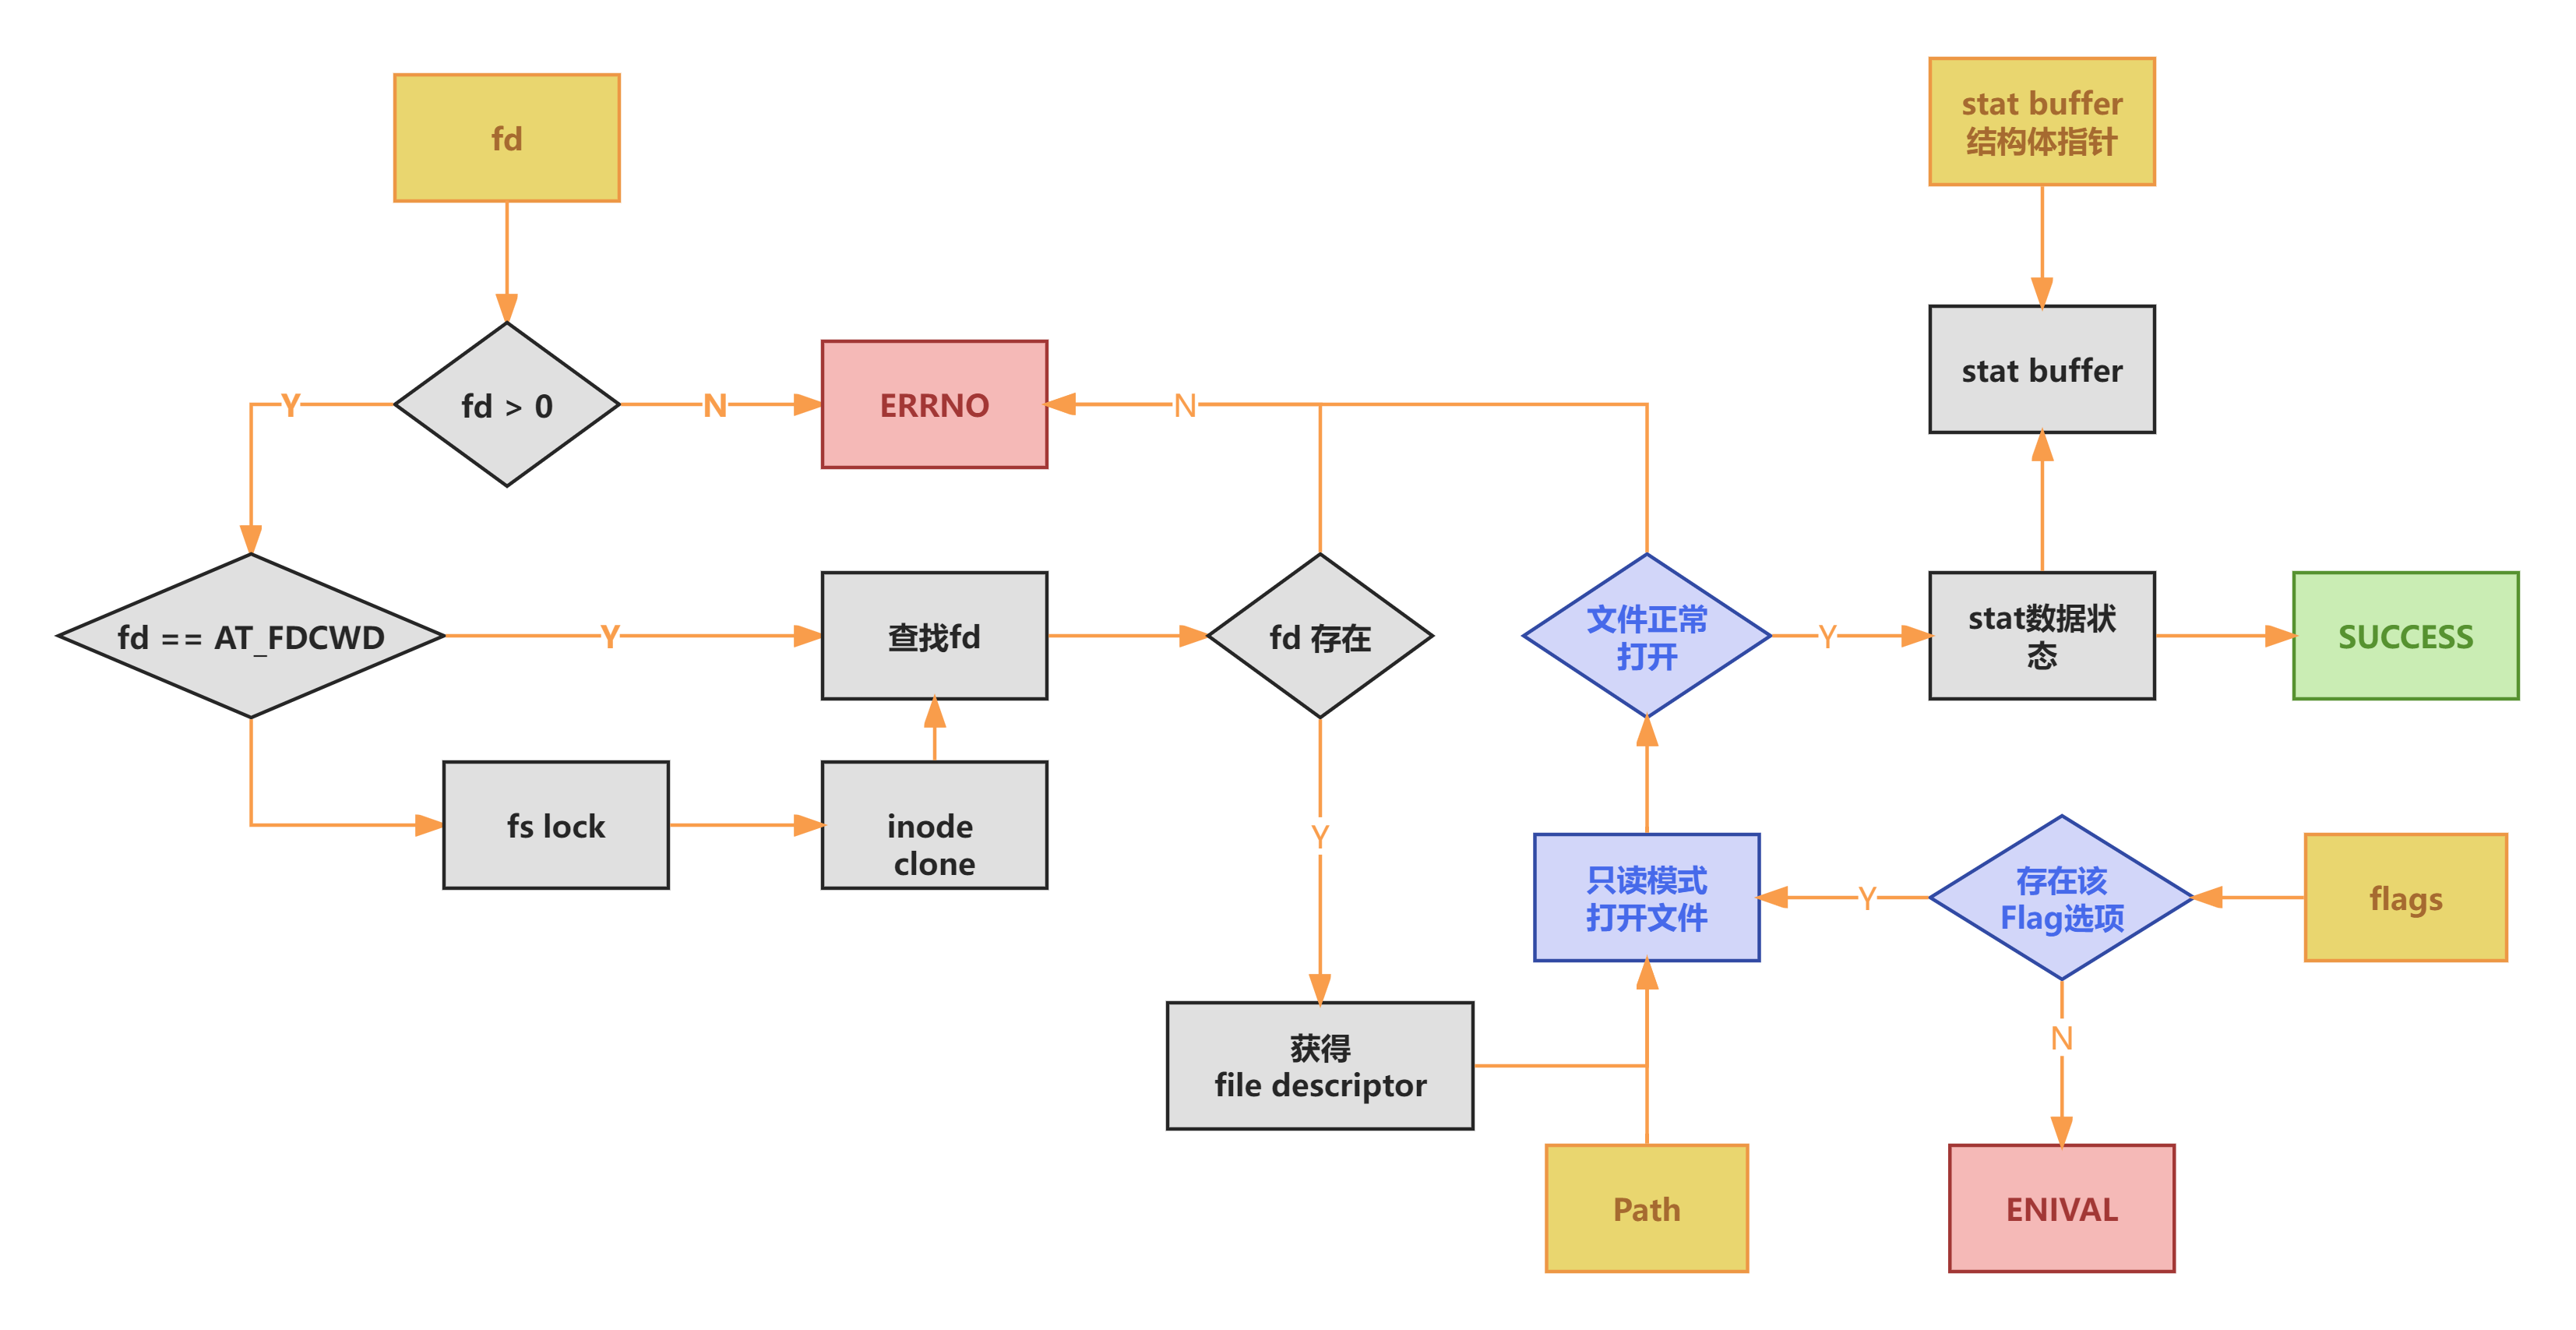 fd
stat buffer
结构体指针
fd > 0
Y
N
ERRNO
N
stat buffer
fd == AT_FDCWD
Y
查找fd
fd 存在
文件正常
打开
Y
stat数据状
态
SUCCESS
fs lock
inode
clone
Y
只读模式
打开文件
Y
存在该
Flag选项
flags
N
获得
file descriptor
Path
ENIVAL